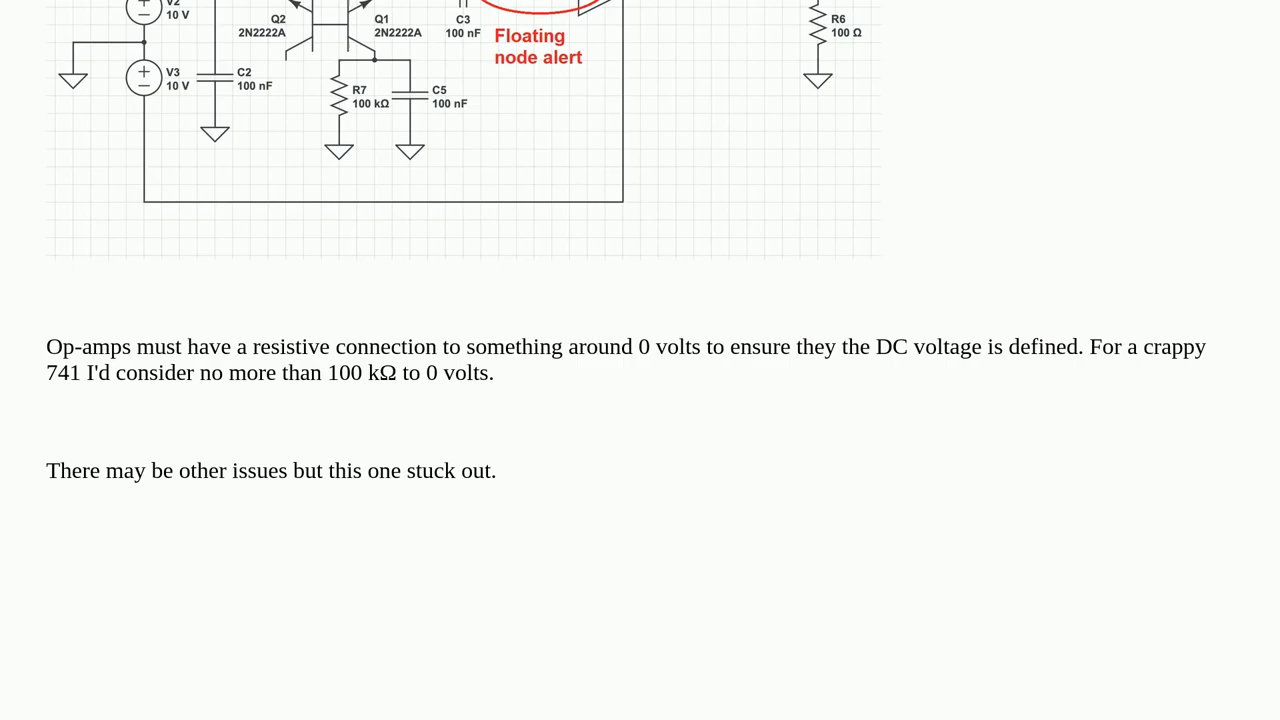 V2
10 V
Q2
2N2222A
Q1
2N2222A
C3
100 nF
Floating
node alert
R6
100 Ω
V3
10 V
C2
100 nF
R7
100 kΩ
C5
100 nF
Op-amps must have a resistive connection to something around 0 volts to ensure they the DC voltage is defined. For a crappy
741 I'd consider no more than 100 kΩ to 0 volts.
There may be other issues but this one stuck out.